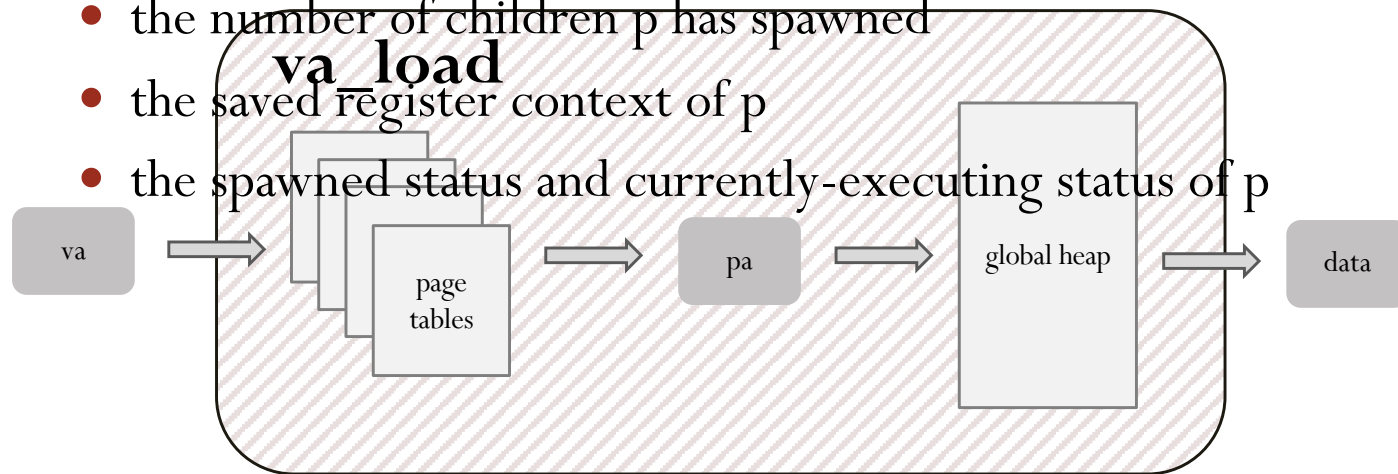 the number of children p has spawned
va_load
the saved register context of p
the spawned status and currently-executing status of p
va
page
tables
pa
global heap
data